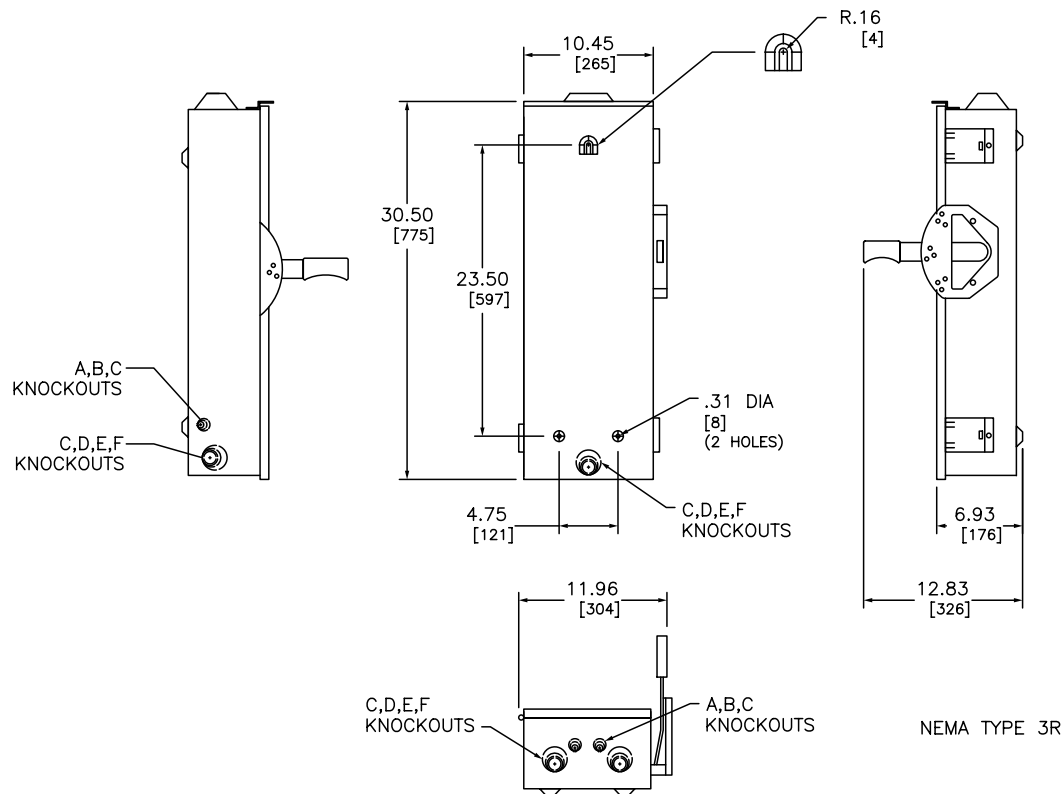 R.16
[4]
10.45
[265]
30.50
[775]
23.50
[597]
A,B,C
KNOCKOUTS
C,D,E,F
KNOCKOUTS
.31 DIA
[8]
(2 HOLES)
4.75
[121]
C,D,E,F
KNOCKOUTS
6.93
[176]
12.83
[326]
11.96
[304]
C,D,E,F
KNOCKOUTS
A,B,C
KNOCKOUTS
NEMA TYPE 3R